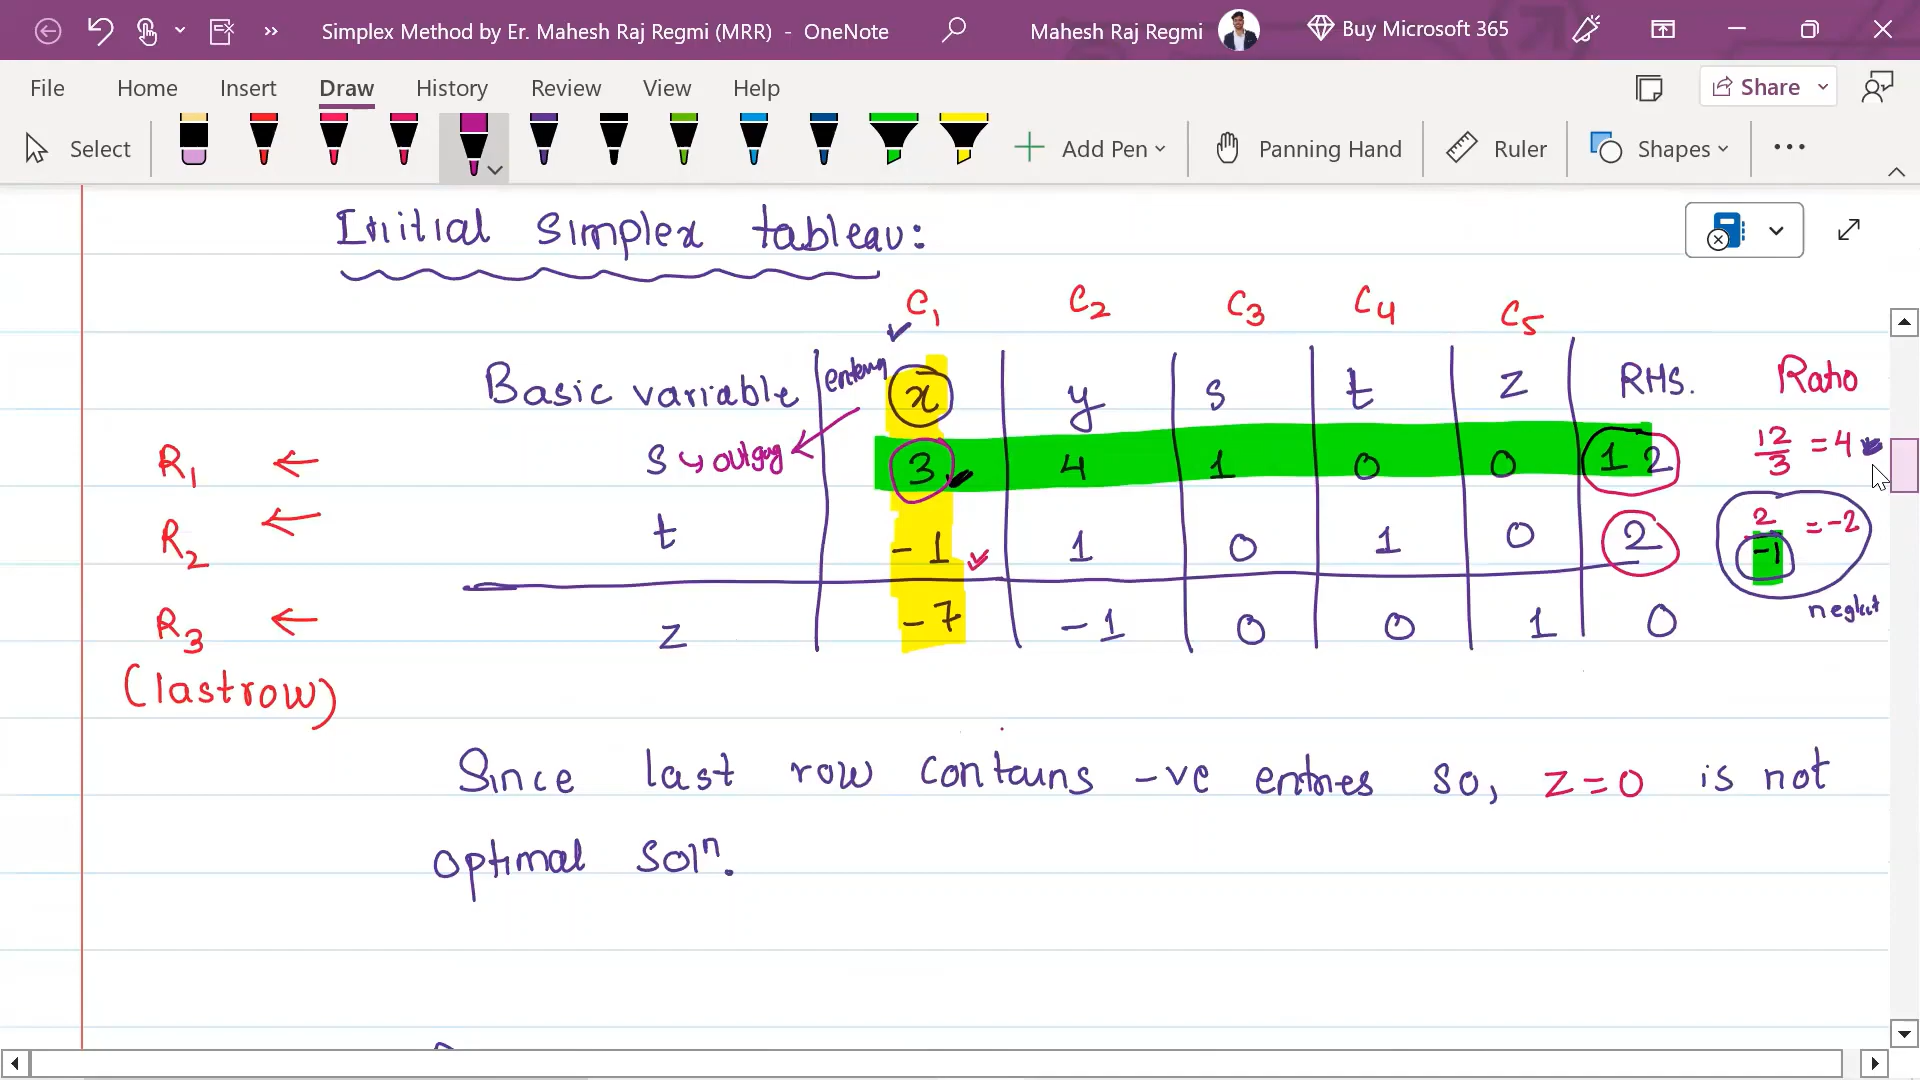 Simplex Method by Er. Mahesh Raj Regmi (MRR) - OneNote
Mahesh Raj Regmi
Buy Microsoft 365
File Home Insert Draw History Review View Help
Share
Select
Add Pen
Panning Hand
Ruler
Shapes
Initial Simplex tableau:
C1 C2 C3 C4 C5
Basic variable entering x y s t z RHS. Ratio
R1 ← s ↳ outgoing 3 4 1 0 0 12 12/3 = 4
R2 ← t -1 1 0 1 0 2 2/-1 = -2
neglect
R3 ← z -7 -1 0 0 1 0
(last row)
Since last row contains -ve entries so, z=0 is not
optimal solⁿ.